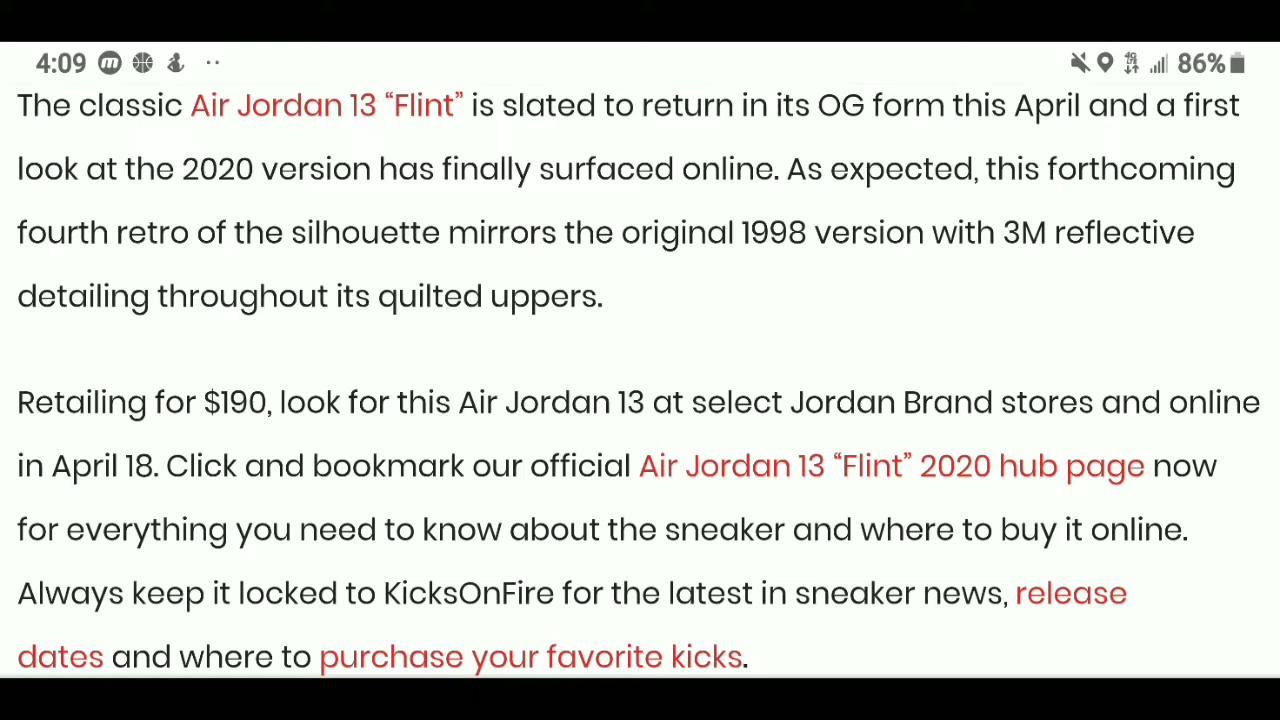 4:09 86%
The classic Air Jordan 13 “Flint” is slated to return in its OG form this April and a first
look at the 2020 version has finally surfaced online. As expected, this forthcoming
fourth retro of the silhouette mirrors the original 1998 version with 3M reflective
detailing throughout its quilted uppers.
Retailing for $190, look for this Air Jordan 13 at select Jordan Brand stores and online
in April 18. Click and bookmark our official Air Jordan 13 “Flint” 2020 hub page now
for everything you need to know about the sneaker and where to buy it online.
Always keep it locked to KicksOnFire for the latest in sneaker news, release
dates and where to purchase your favorite kicks.